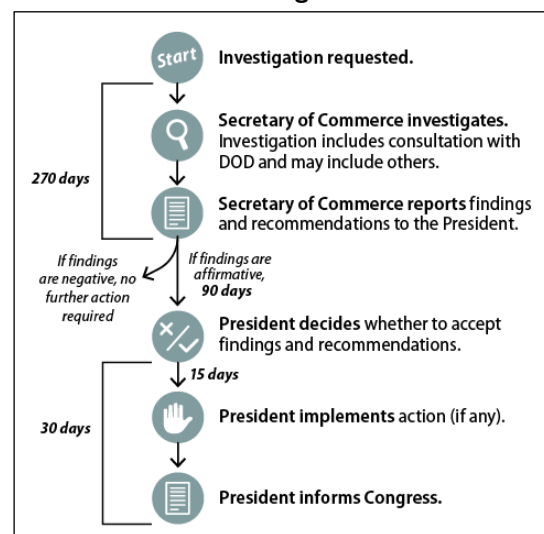 Start
Investigation requested.
Secretary of Commerce investigates.
Investigation includes consultation with
DOD and may include others.
270 days
Secretary of Commerce reports findings
and recommendations to the President.
If findings
are negative, no
further action
required
If findings are
affirmative,
90 days
President decides whether to accept
findings and recommendations.
15 days
President implements action (if any).
30 days
President informs Congress.